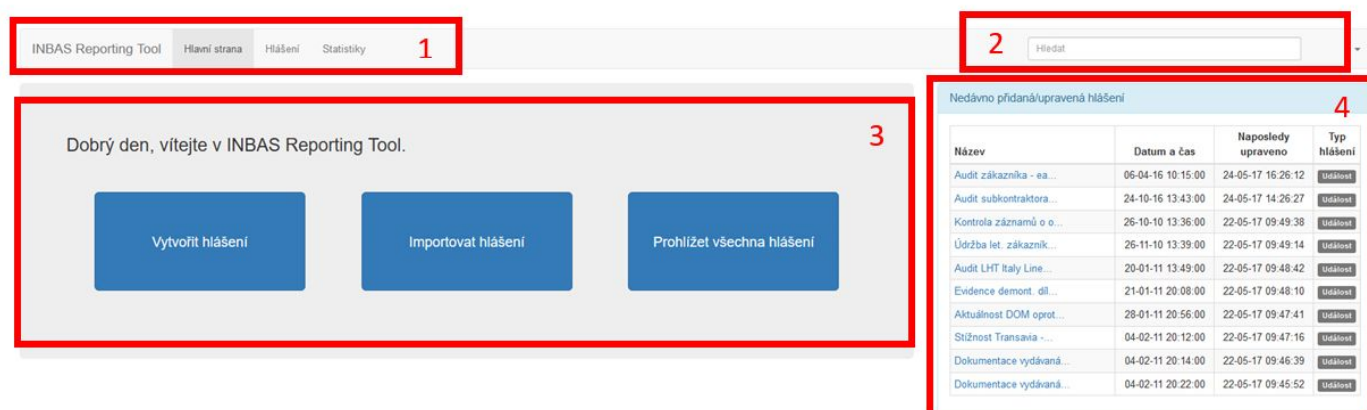 INBAS Reporting Tool Hlavní strana Hlášení Statistiky 1
2 Hledat
3
Dobrý den, vítejte v INBAS Reporting Tool.
Vytvořit hlášení Importovat hlášení Prohlížet všechna hlášení
Nedávno přidaná/upravená hlášení
4
Název Datum a čas Naposledy upraveno Typ hlášení
Audit zákazníka - ea... 06-04-16 10:15:00 24-05-17 16:26:12 Událost
Audit subkontraktora... 24-10-16 13:43:00 24-05-17 14:26:27 Událost
Kontrola záznamů o o... 26-10-10 13:36:00 22-05-17 09:49:38 Událost
Údržba let. zákazník... 26-11-10 13:39:00 22-05-17 09:49:14 Událost
Audit LHT Italy Line... 20-01-11 13:49:00 22-05-17 09:48:42 Událost
Evidence demont. díl... 21-01-11 20:08:00 22-05-17 09:48:10 Událost
Aktuálnost DOM oprot... 28-01-11 20:56:00 22-05-17 09:47:41 Událost
Stížnost Transavia -... 04-02-11 20:12:00 22-05-17 09:47:16 Událost
Dokumentace vydávaná... 04-02-11 20:14:00 22-05-17 09:46:39 Událost
Dokumentace vydávaná... 04-02-11 20:22:00 22-05-17 09:45:52 Událost